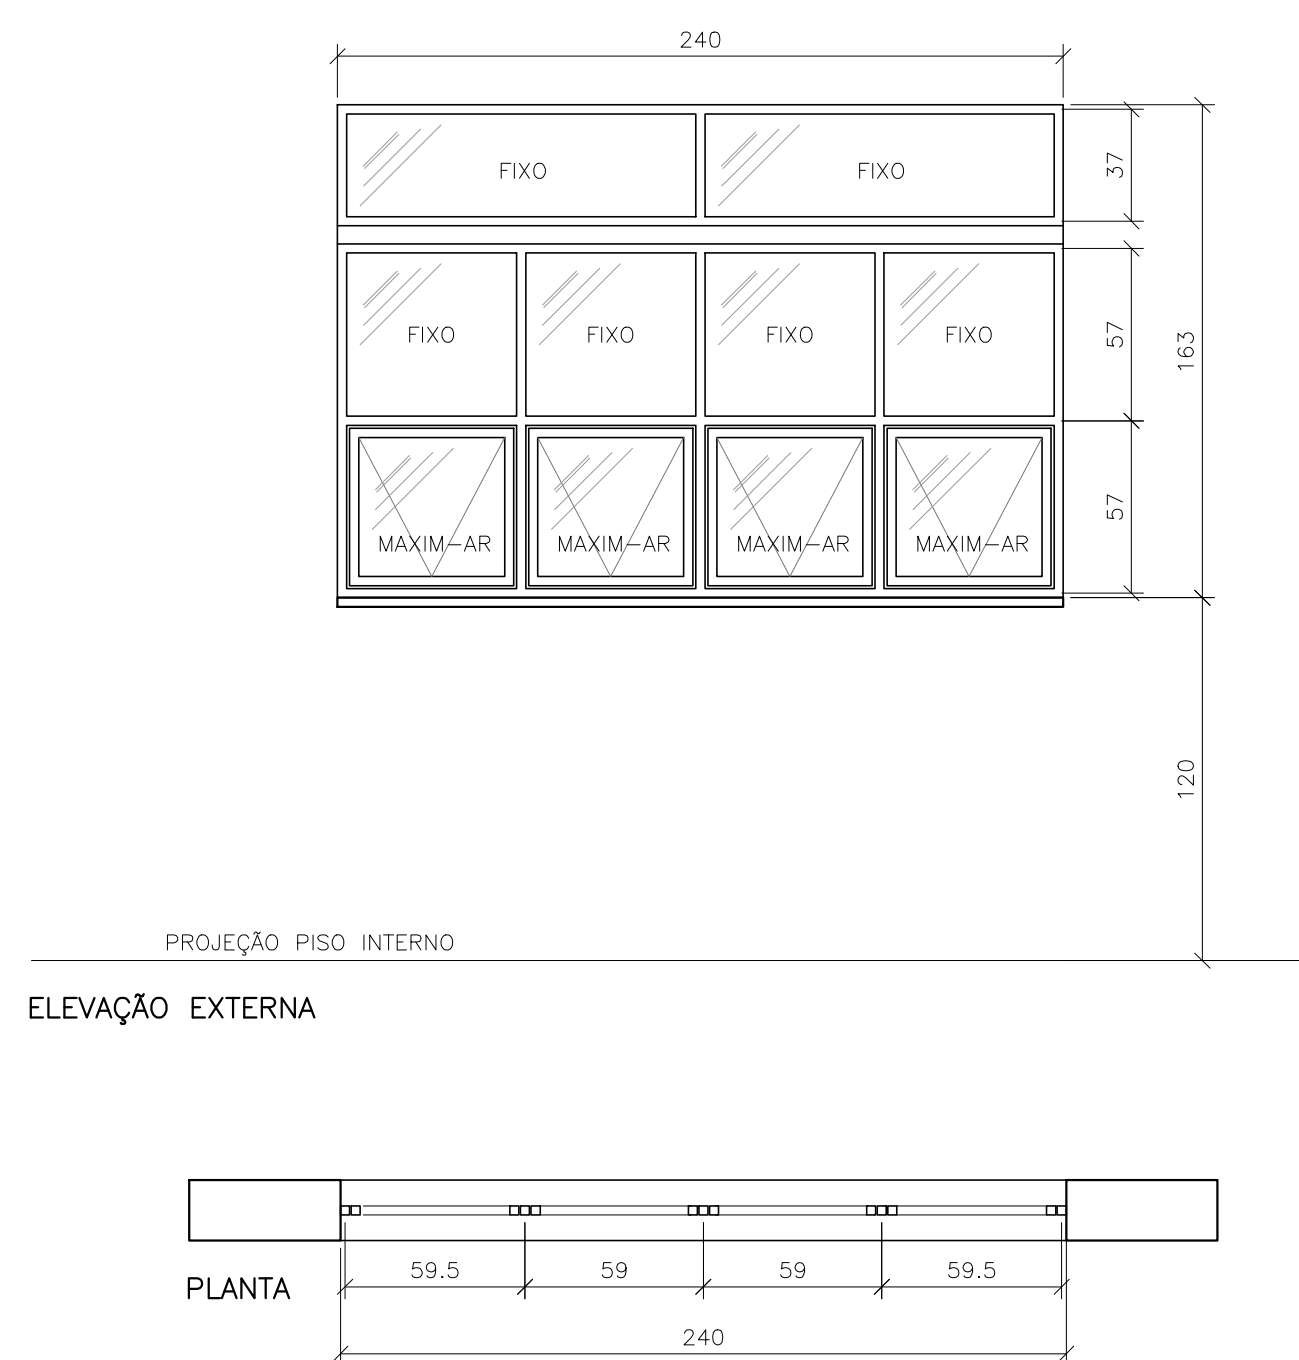 240
FIXO FIXO
37
FIXO FIXO FIXO FIXO
57
163
57
MAXIM-AR MAXIM-AR MAXIM-AR MAXIM-AR
120
PROJEÇÃO PISO INTERNO
ELEVAÇÃO EXTERNA
59.5 59 59 59.5
PLANTA
240